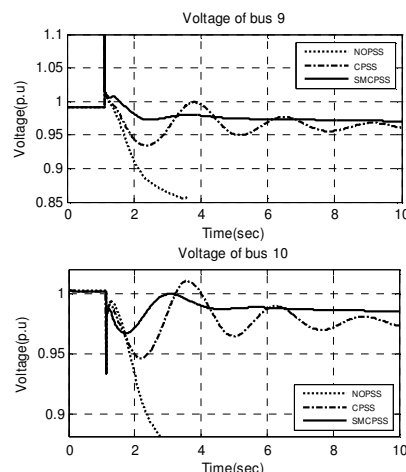 Voltage of bus 9
1.1
1.05
1
0.95
0.9
0.85
Voltage(p.u)
NOPSS
CPSS
SMCPSS
0 2 4 6 8 10
Time(sec)
Voltage of bus 10
1
0.95
0.9
Voltage(p.u)
NOPSS
CPSS
SMCPSS
0 2 4 6 8 10
Time(sec)